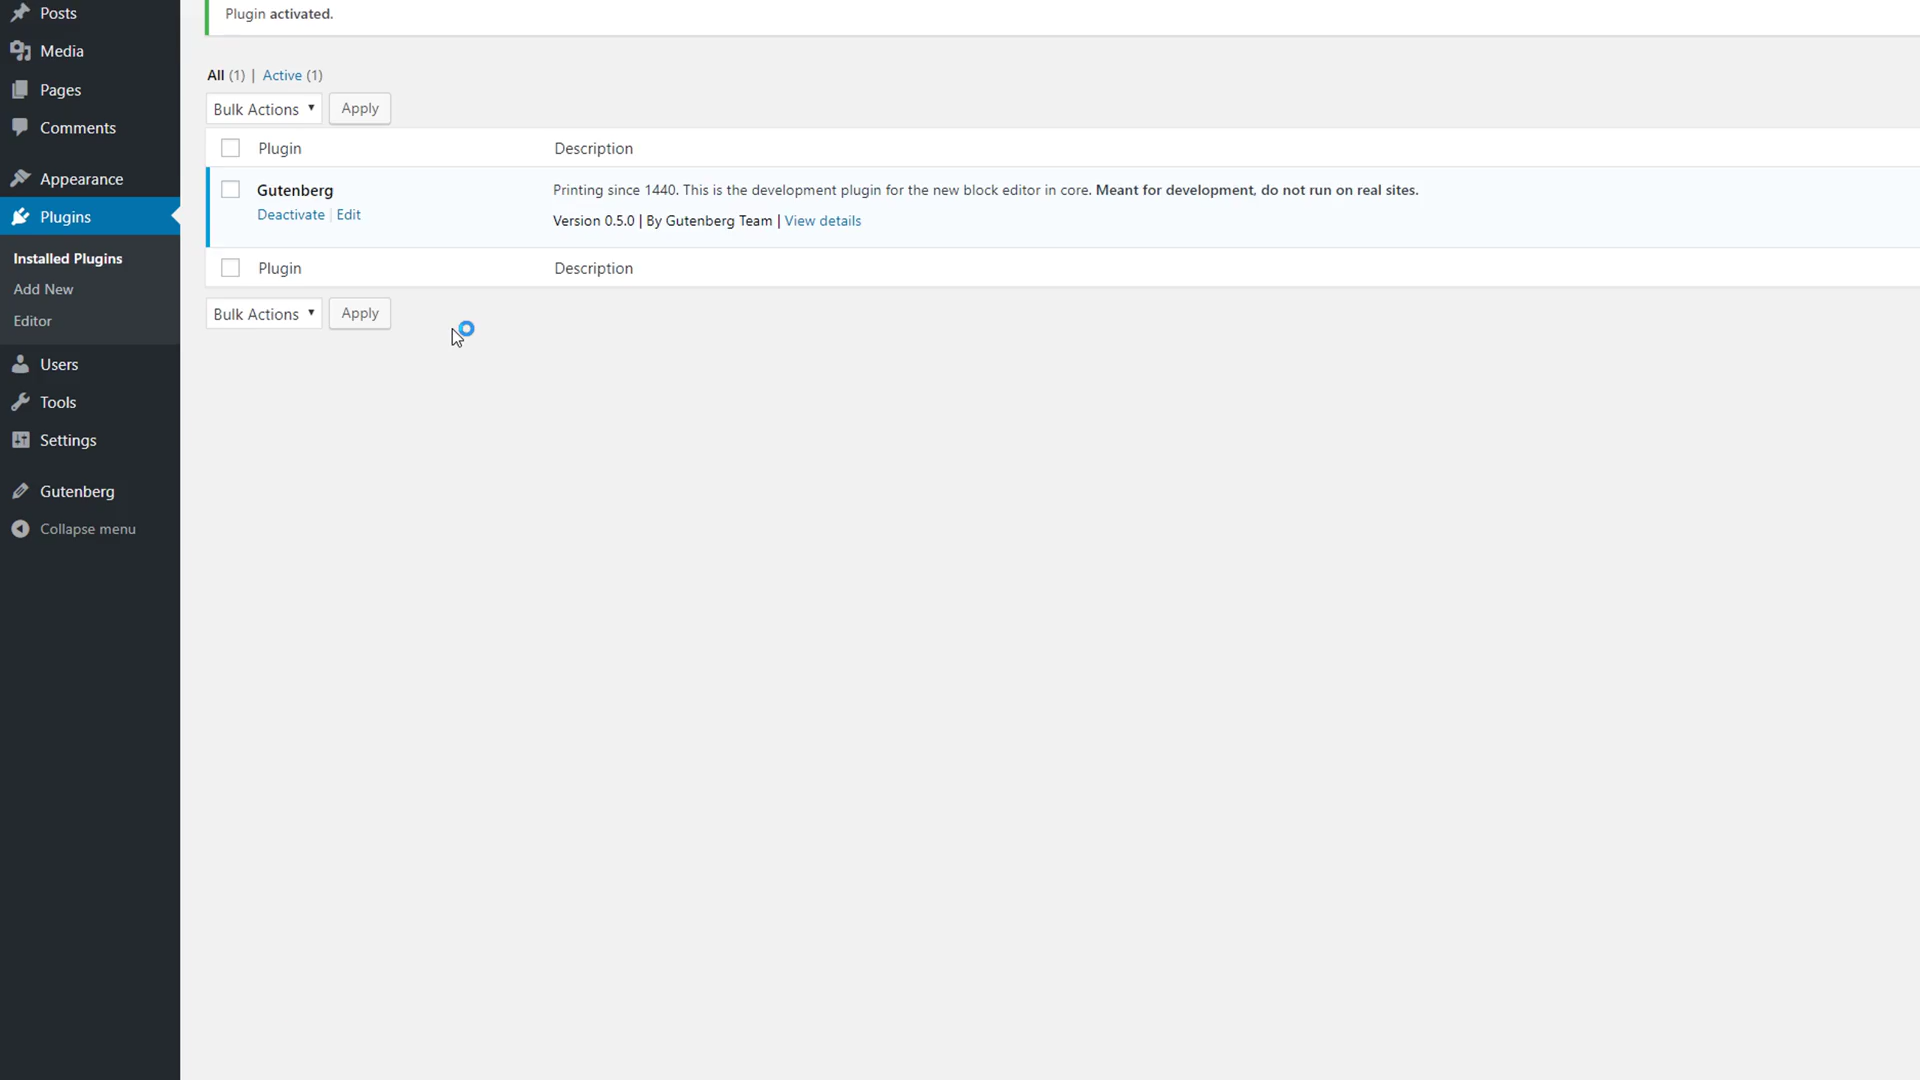 Posts
Media
Pages
Comments
Appearance
Plugins
Installed Plugins
Add New
Editor
Users
Tools
Settings
Gutenberg
Collapse menu
Plugin activated.
All (1) | Active (1)
Bulk Actions Apply
Plugin Description
Gutenberg Printing since 1440. This is the development plugin for the new block editor in core. Meant for development, do not run on real sites.
Deactivate | Edit Version 0.5.0 | By Gutenberg Team | View details
Plugin Description
Bulk Actions Apply